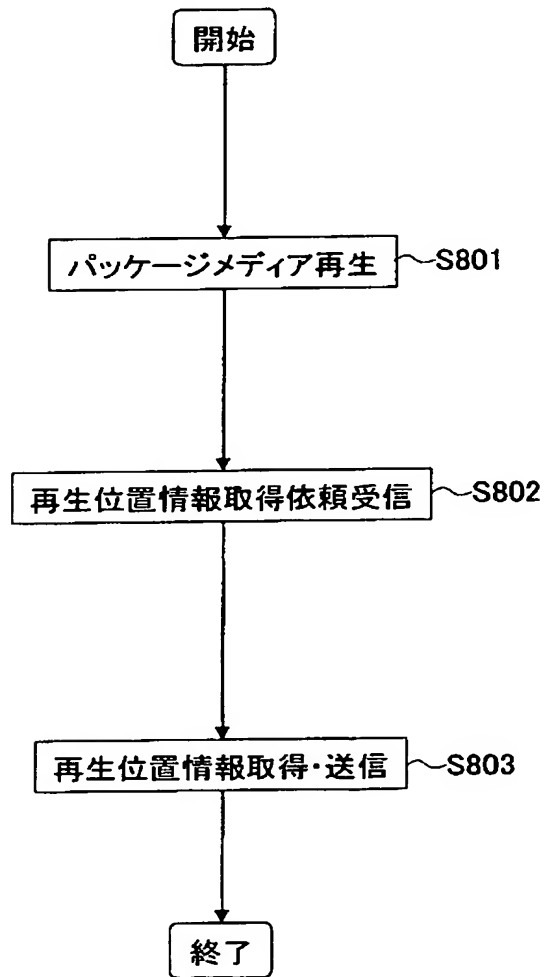 開始
パッケージメディア再生
S801
再生位置情報取得依頼受信
S802
再生位置情報取得・送信
S803
終了